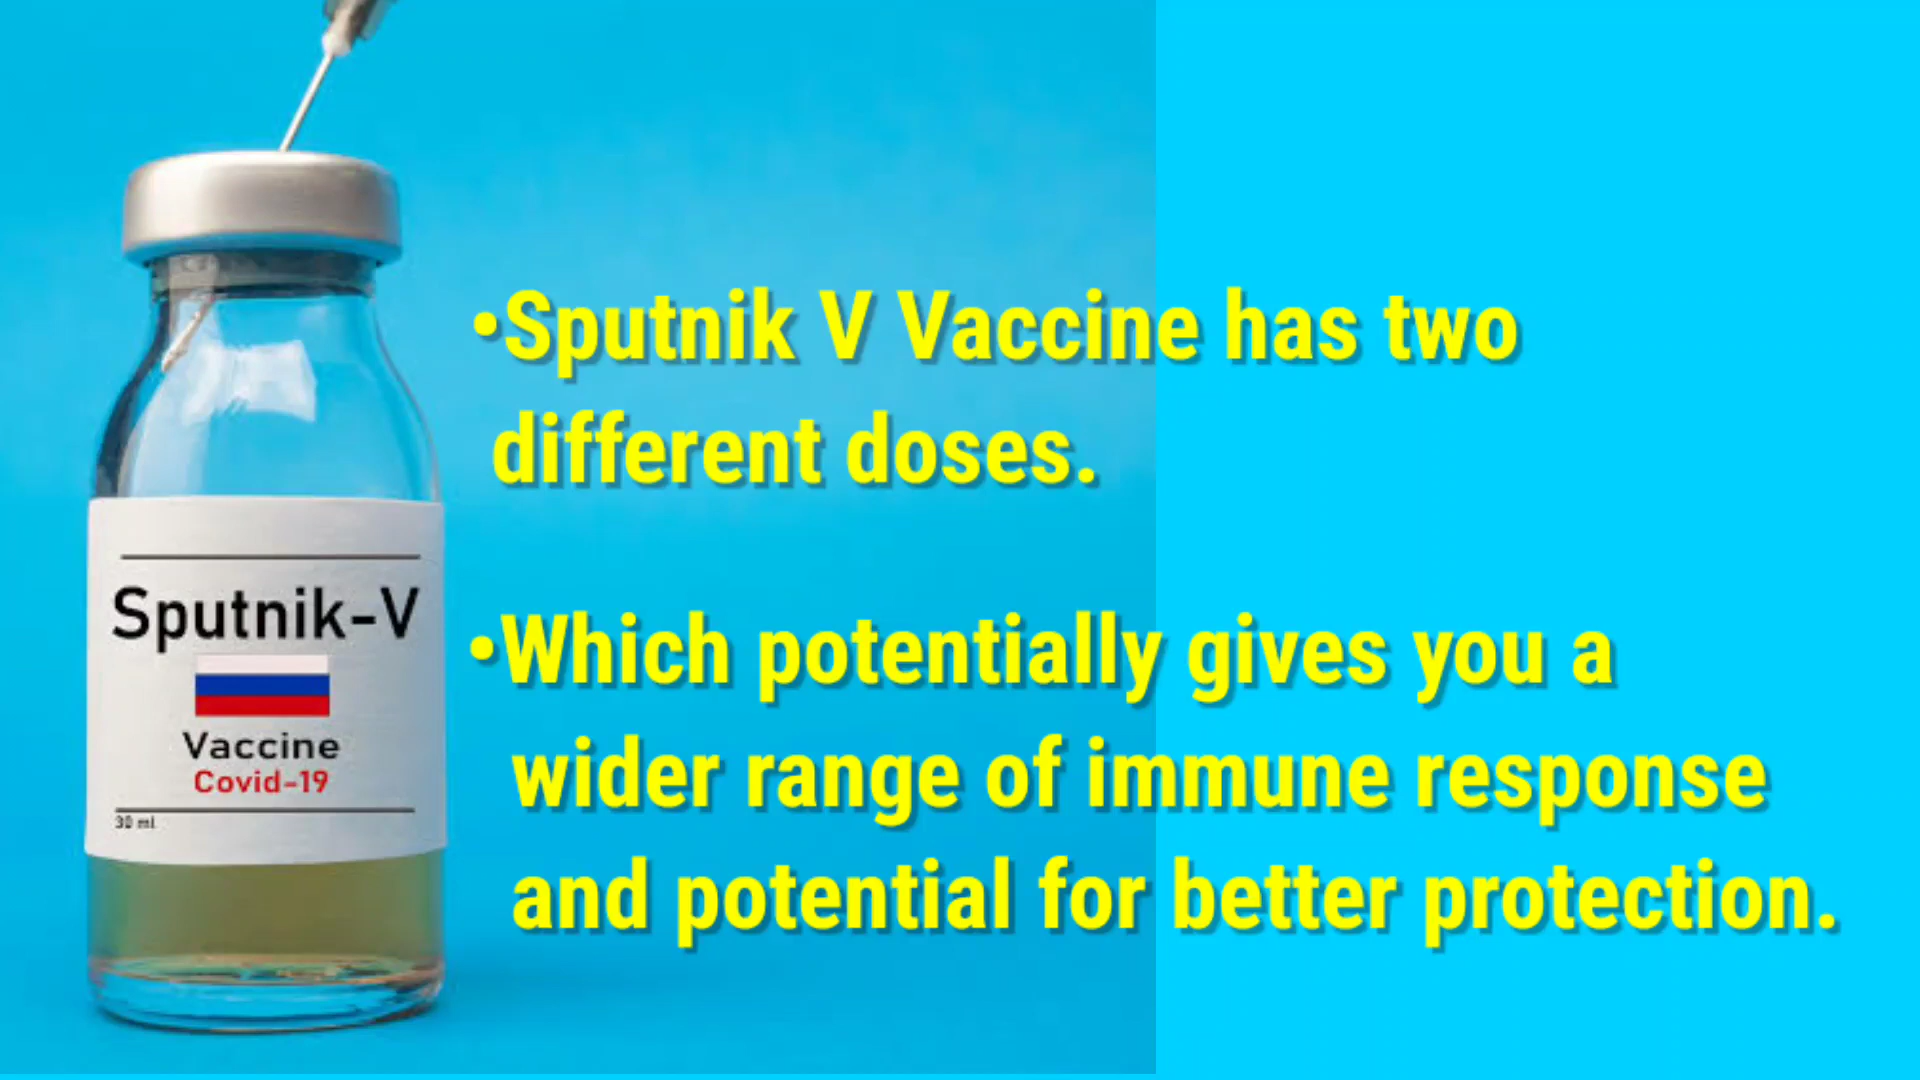 •Sputnik V Vaccine has two
different doses.
•Which potentially gives you a
wider range of immune response
and potential for better protection.
Sputnik-V
Vaccine
Covid-19
30 ml